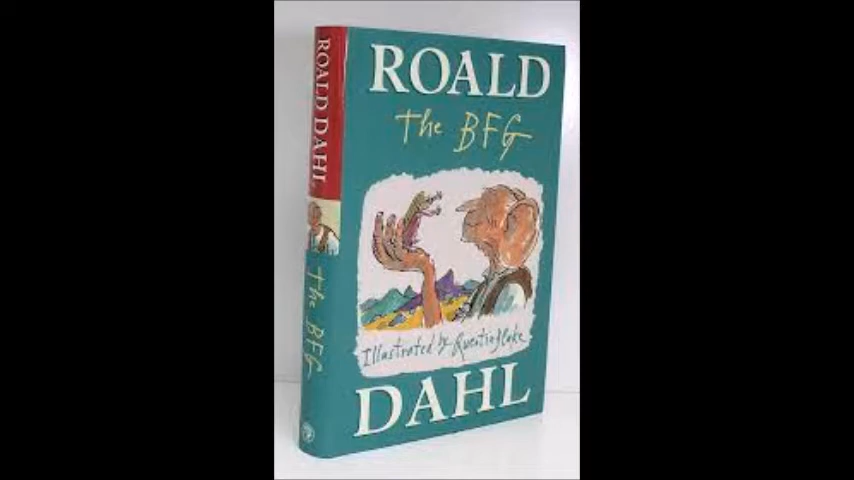 ROALD DAHL
The BFG
ROALD
The BFG
Illustrated by Quentin Blake
DAHL